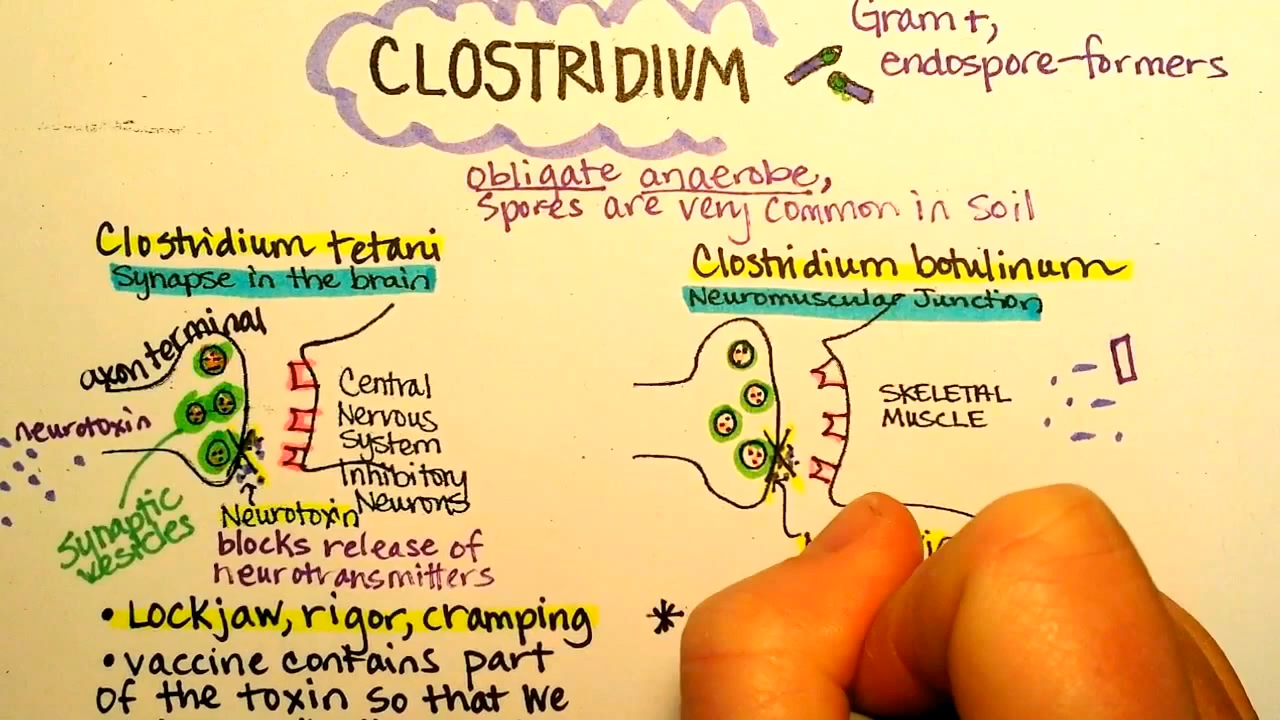 CLOSTRIDIUM
Gram+,
endospore-formers
obligate anaerobe,
Spores are very common in soil
Clostridium tetani
Synapse in the brain
axon terminal
neurotoxin
Synaptic
vesicles
Central
Nervous
System
Inhibitory
Neurons
Neurotoxin
blocks release of
neurotransmitters
• Lockjaw, rigor, cramping
• vaccine contains part
of the toxin so that we
Clostridium botulinum
Neuromuscular Junction
SKELETAL
MUSCLE
*